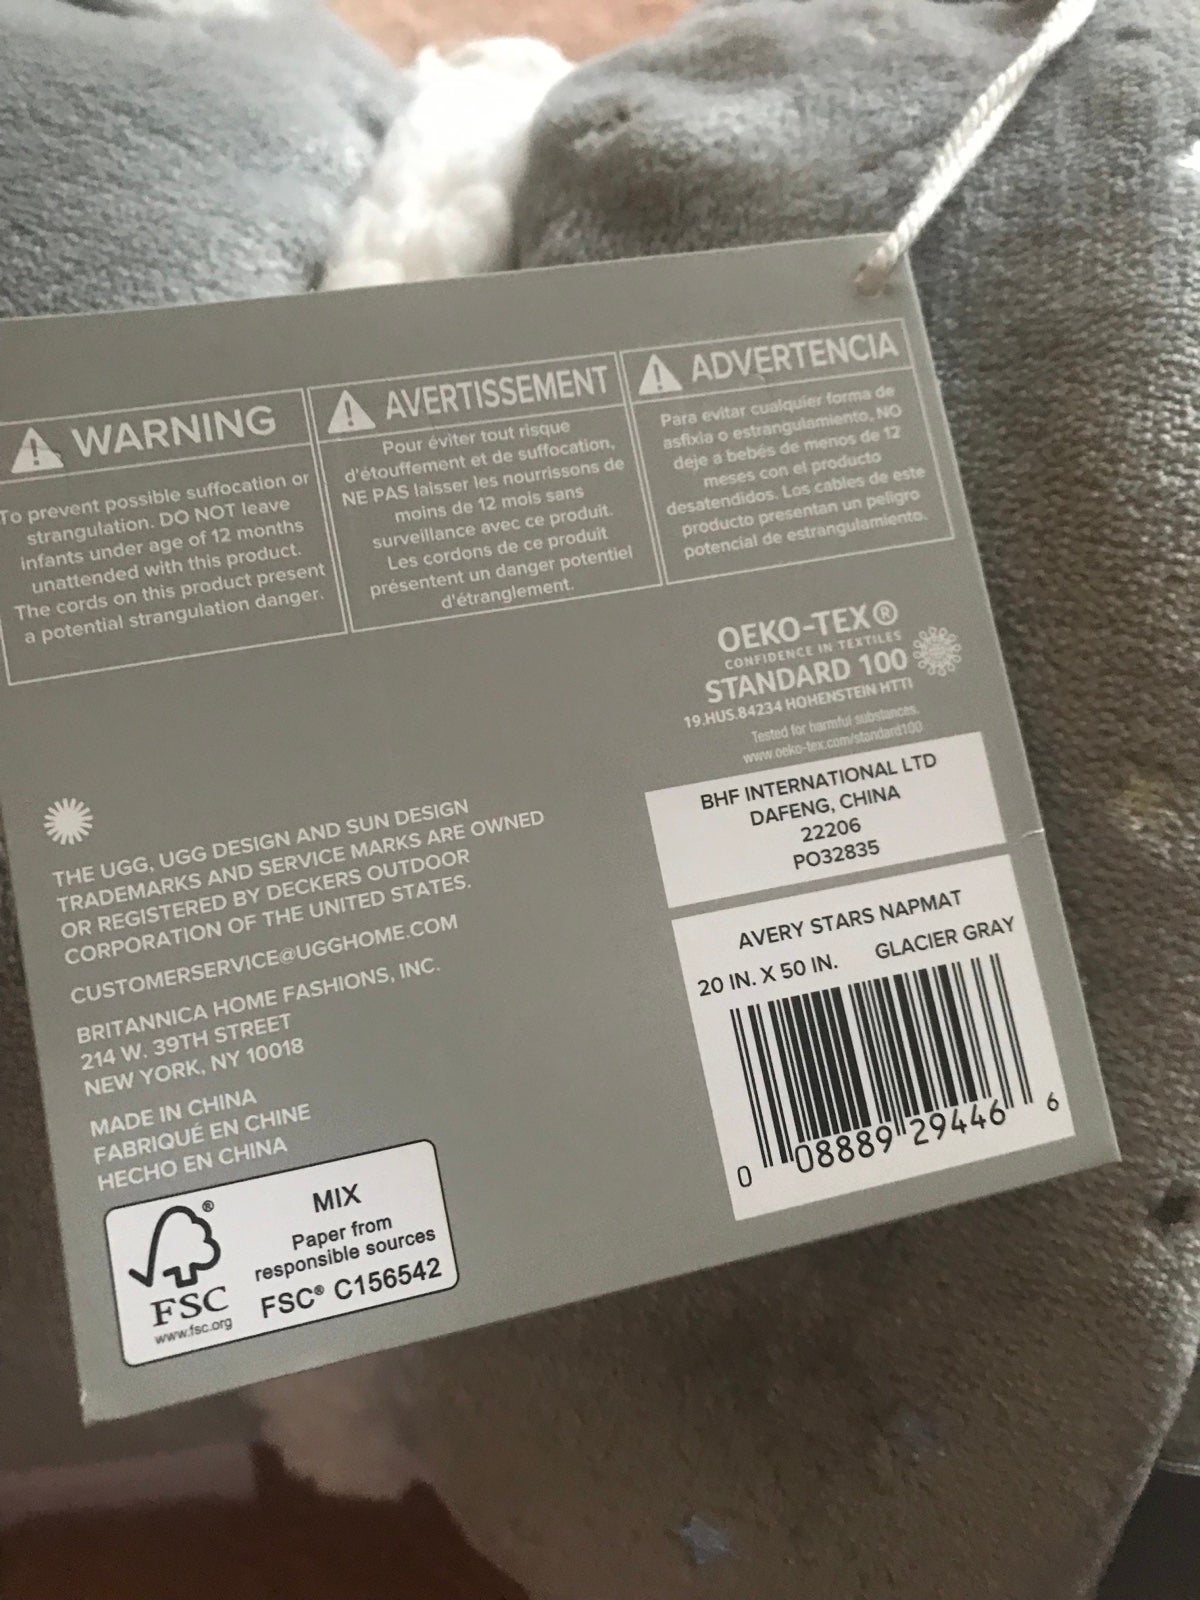 WARNING
To prevent possible suffocation or
strangulation. DO NOT leave
infants under age of 12 months
unattended with this product.
The cords on this product present
a potential strangulation danger.
AVERTISSEMENT
Pour éviter tout risque
d'étouffement et de suffocation,
NE PAS laisser les nourrissons de
moins de 12 mois sans
surveillance avec ce produit.
Les cordons de ce produit
présentent un danger potentiel
d'étranglement.
ADVERTENCIA
Para evitar cualquier forma de
asfixia o estrangulamiento, NO
deje a bebés de menos de 12
meses con el producto
desatendidos. Los cables de este
producto presentan un peligro
potencial de estrangulamiento.
OEKO-TEX®
CONFIDENCE IN TEXTILES
STANDARD 100
19.HUS.84234 HOHENSTEIN HTTI
Tested for harmful substances.
www.oeko-tex.com/standard100
BHF INTERNATIONAL LTD
DAFENG, CHINA
22206
PO32835
AVERY STARS NAPMAT
20 IN. X 50 IN. GLACIER GRAY
0 08889 29446 6
THE UGG, UGG DESIGN AND SUN DESIGN
TRADEMARKS AND SERVICE MARKS ARE OWNED
OR REGISTERED BY DECKERS OUTDOOR
CORPORATION OF THE UNITED STATES.
CUSTOMERSERVICE@UGGHOME.COM
BRITANNICA HOME FASHIONS, INC.
214 W. 39TH STREET
NEW YORK, NY 10018
MADE IN CHINA
FABRIQUÉ EN CHINE
HECHO EN CHINA
®
FSC
www.fsc.org
MIX
Paper from
responsible sources
FSC® C156542